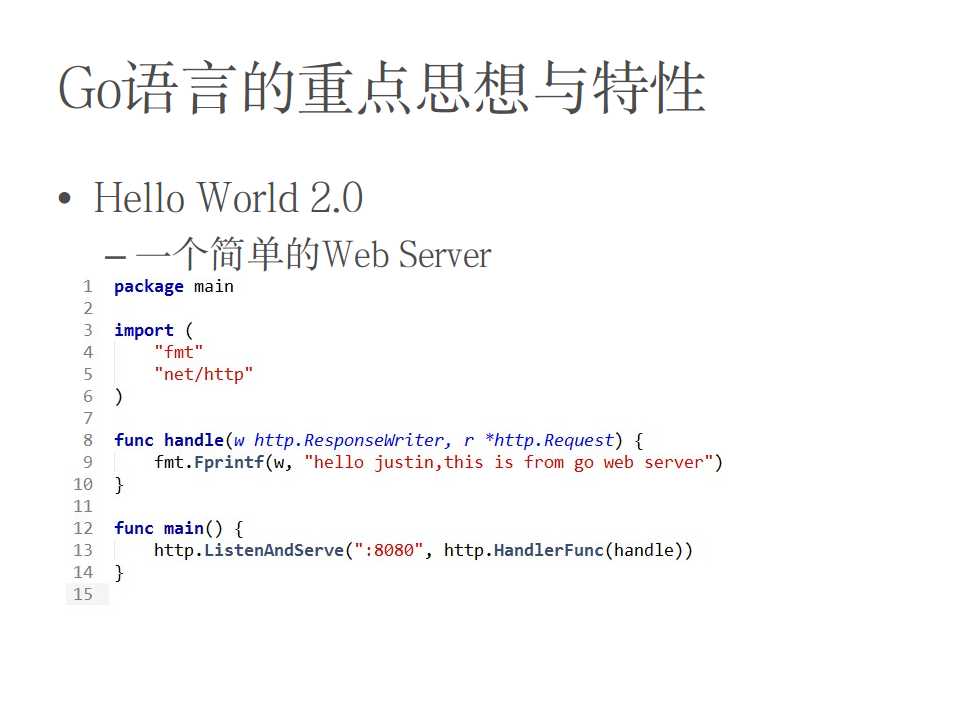 Go语言的重点思想与特性
• Hello World 2.0
– 一个简单的Web Server
1 package main
2
3 import (
4     "fmt"
5     "net/http"
6 )
7
8 func handle(w http.ResponseWriter, r *http.Request) {
9     fmt.Fprintf(w, "hello justin,this is from go web server")
10 }
11
12 func main() {
13     http.ListenAndServe(":8080", http.HandlerFunc(handle))
14 }
15